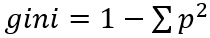 gini = 1 − ∑ p²